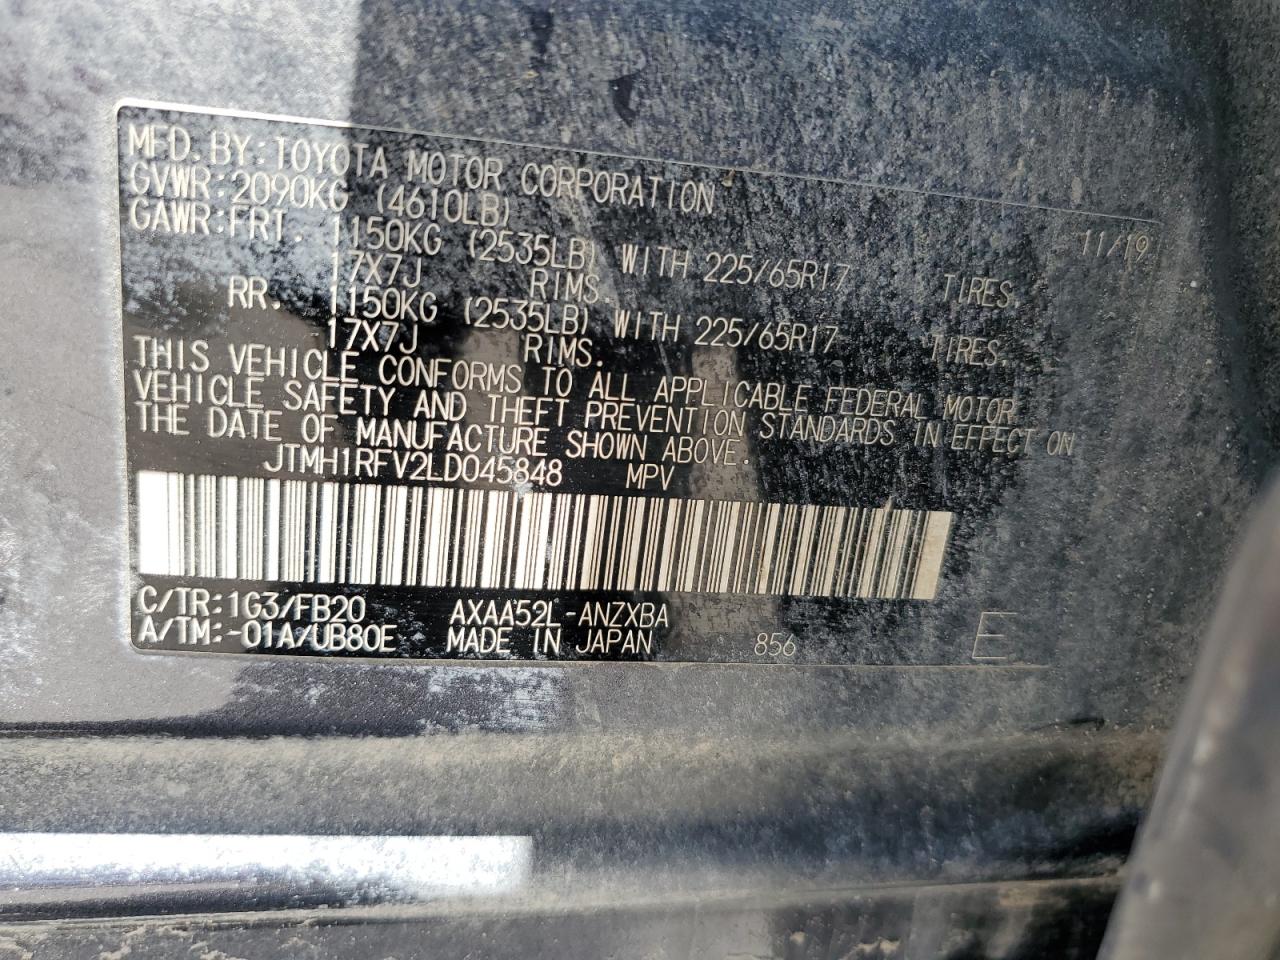 MFD.BY:TOYOTA MOTOR CORPORATION 11/19
GVWR:2090KG (4610LB)
GAWR:FRT. 1150KG (2535LB) WITH 225/65R17 TIRES,
17X7J RIMS.
RR. 1150KG (2535LB) WITH 225/65R17 TIRES,
17X7J RIMS.
THIS VEHICLE CONFORMS TO ALL APPLICABLE FEDERAL MOTOR
VEHICLE SAFETY AND THEFT PREVENTION STANDARDS IN EFFECT ON
THE DATE OF MANUFACTURE SHOWN ABOVE.
JTMH1RFV2LD045848 MPV
C/TR:1G3/FB20 AXAA52L-ANZXBA
A/TM:-01A/UB80E MADE IN JAPAN 856 E